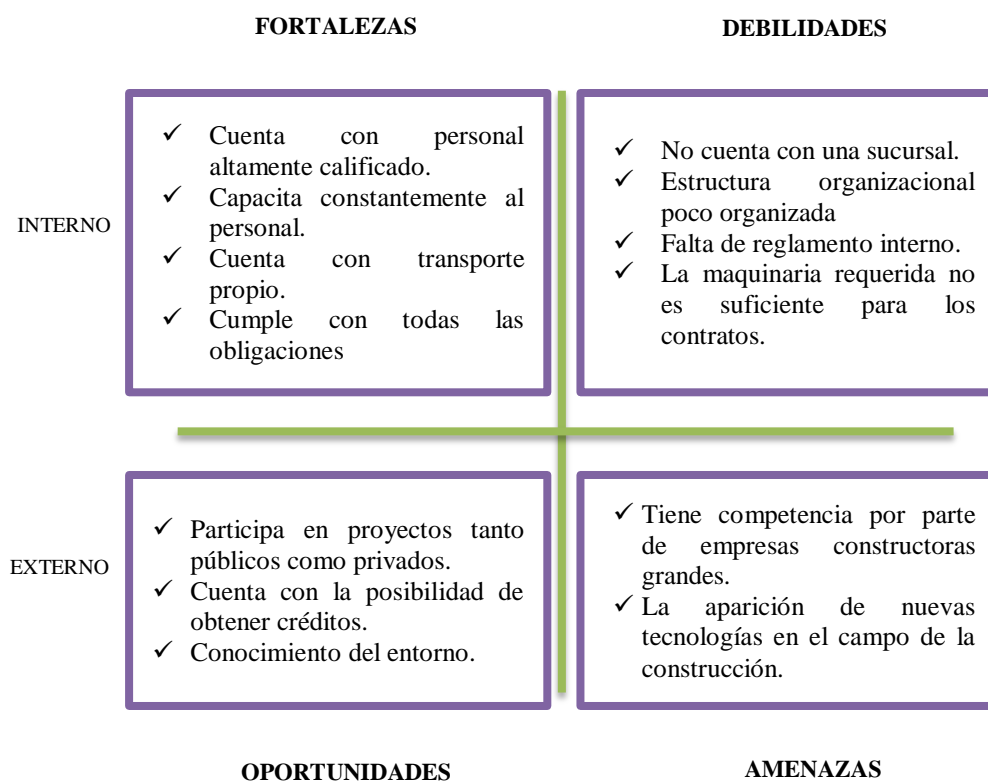 FORTALEZAS
DEBILIDADES
INTERNO
✓ Cuenta con personal
altamente calificado.
✓ Capacita constantemente al
personal.
✓ Cuenta con transporte
propio.
✓ Cumple con todas las
obligaciones
✓ No cuenta con una sucursal.
✓ Estructura organizacional
poco organizada
✓ Falta de reglamento interno.
✓ La maquinaria requerida no
es suficiente para los
contratos.
EXTERNO
✓ Participa en proyectos tanto
públicos como privados.
✓ Cuenta con la posibilidad de
obtener créditos.
✓ Conocimiento del entorno.
✓ Tiene competencia por parte
de empresas constructoras
grandes.
✓ La aparición de nuevas
tecnologías en el campo de la
construcción.
OPORTUNIDADES
AMENAZAS